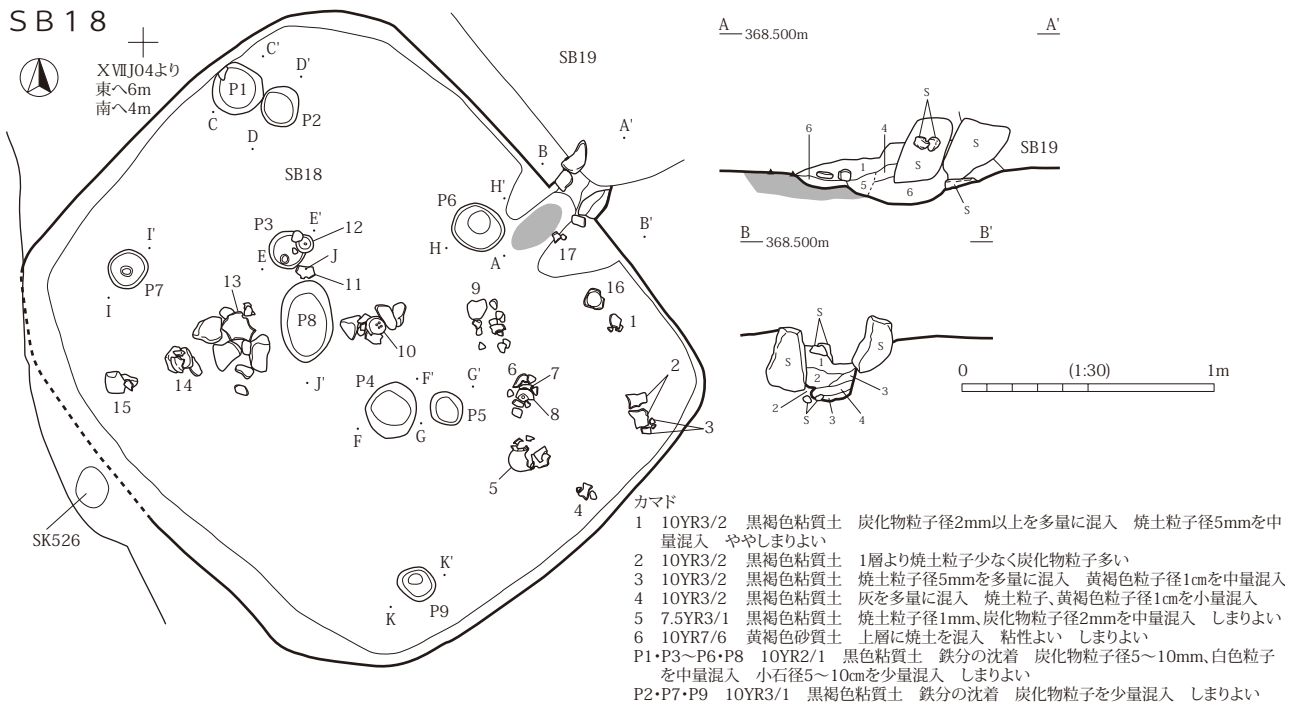 SB18
XⅦJ04より
東へ6m
南へ4m
C'
D'
P1
P2
C
D
SB18
SB19
A'
B
H'
P6
B'
H
A
17
E'
12
P3
J
E
11
I'
P7
I
13
P8
9
16
1
10
14
15
J'
F'
G'
P4
P5
F
G
6
7
8
2
3
5
4
SK526
K'
P9
K
A 368.500m A'
S
6
4
1
S
S
SB19
5
6
S
B 368.500m B'
S
S
1
S
2
3
2
S
3
4
0 (1:30) 1m
カマド
1 10YR3/2 黒褐色粘質土 炭化物粒子径2mm以上を多量に混入 焼土粒子径5mmを中
量混入 ややしまりよい
2 10YR3/2 黒褐色粘質土 1層より焼土粒子少なく炭化物粒子多い
3 10YR3/2 黒褐色粘質土 焼土粒子径5mmを多量に混入 黄褐色粒子径1㎝を中量混入
4 10YR3/2 黒褐色粘質土 灰を多量に混入 焼土粒子、黄褐色粒子径1㎝を小量混入
5 7.5YR3/1 黒褐色粘質土 焼土粒子径1mm、炭化物粒子径2mmを中量混入 しまりよい
6 10YR7/6 黄褐色砂質土 上層に焼土を混入 粘性よい しまりよい
P1・P3～P6・P8 10YR2/1 黒色粘質土 鉄分の沈着 炭化物粒子径5～10mm、白色粒子
を中量混入 小石径5～10㎝を少量混入 しまりよい
P2・P7・P9 10YR3/1 黒褐色粘質土 鉄分の沈着 炭化物粒子を少量混入 しまりよい